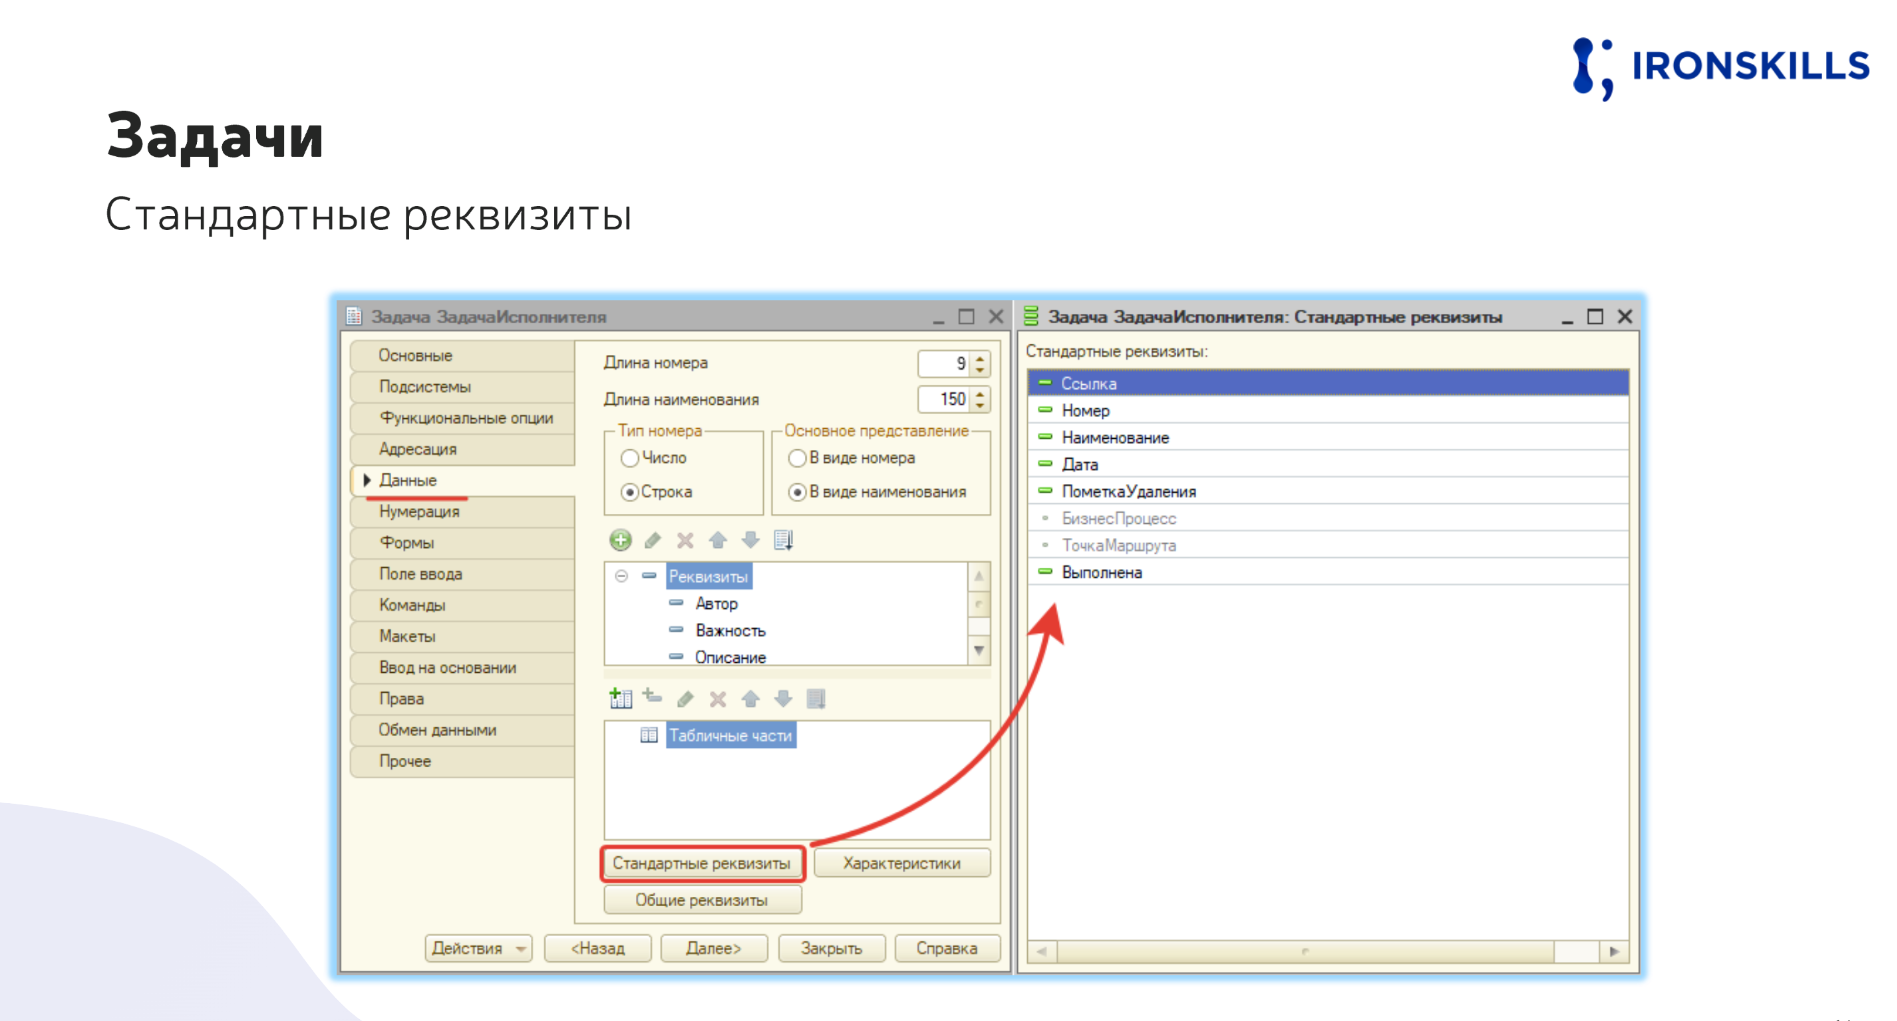 IRONSKILLS
Задачи
Стандартные реквизиты
Задача ЗадачаИсполнителя
Основные
Подсистемы
Функциональные опции
Адресация
Данные
Нумерация
Формы
Поле ввода
Команды
Макеты
Ввод на основании
Права
Обмен данными
Прочее
Длина номера 9
Длина наименования 150
Тип номера
Число
Строка
Основное представление
В виде номера
В виде наименования
Реквизиты
Автор
Важность
Описание
Табличные части
Стандартные реквизиты
Характеристики
Общие реквизиты
Действия
<Назад
Далее>
Закрыть
Справка
Задача ЗадачаИсполнителя: Стандартные реквизиты
Стандартные реквизиты:
Ссылка
Номер
Наименование
Дата
ПометкаУдаления
БизнесПроцесс
ТочкаМаршрута
Выполнена